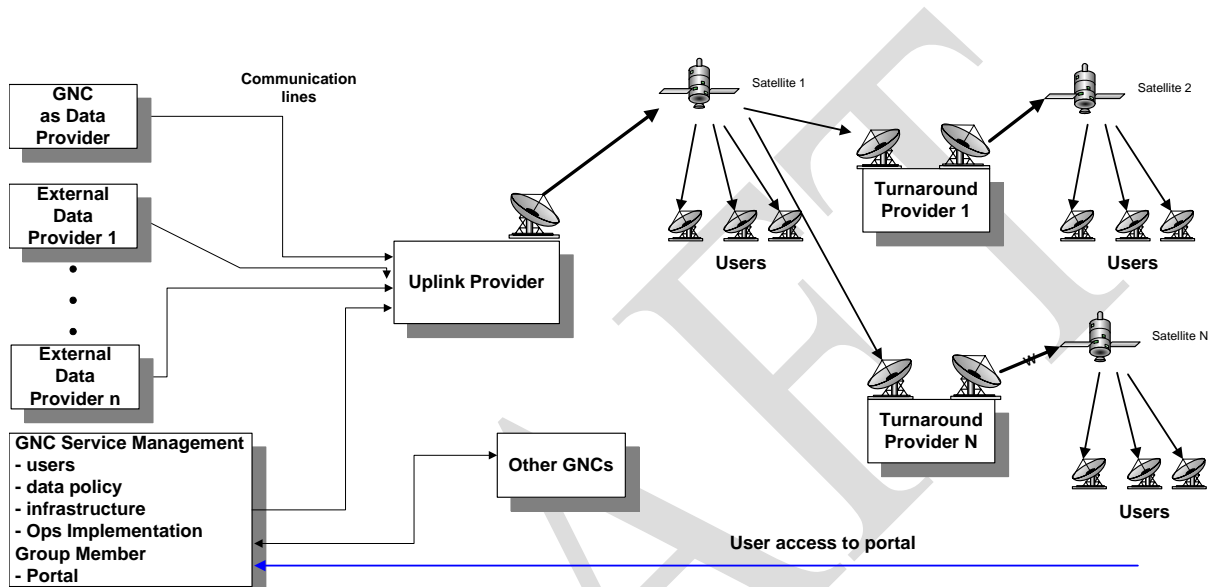 Communication
lines
GNC
as Data
Provider
External
Data
Provider 1
External
Data
Provider n
GNC Service Management
- users
- data policy
- infrastructure
- Ops Implementation
Group Member
- Portal
Uplink Provider
Other GNCs
Satellite 1
Users
Turnaround
Provider 1
Satellite 2
Users
Turnaround
Provider N
Satellite N
Users
User access to portal